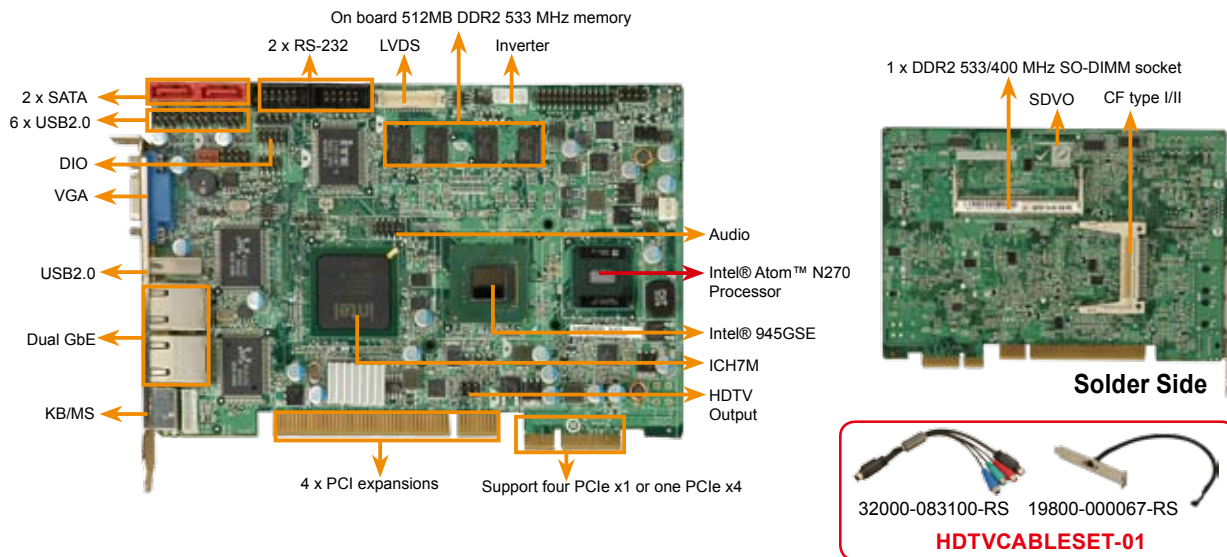 On board 512MB DDR2 533 MHz memory
2 x RS-232
LVDS
Inverter
2 x SATA
6 x USB2.0
DIO
VGA
USB2.0
Dual GbE
KB/MS
Audio
Intel® Atom™ N270
Processor
Intel® 945GSE
ICH7M
HDTV
Output
4 x PCI expansions
Support four PCIe x1 or one PCIe x4
1 x DDR2 533/400 MHz SO-DIMM socket
SDVO
CF type I/II
Solder Side
32000-083100-RS
19800-000067-RS
HDTVCABLESET-01
intel